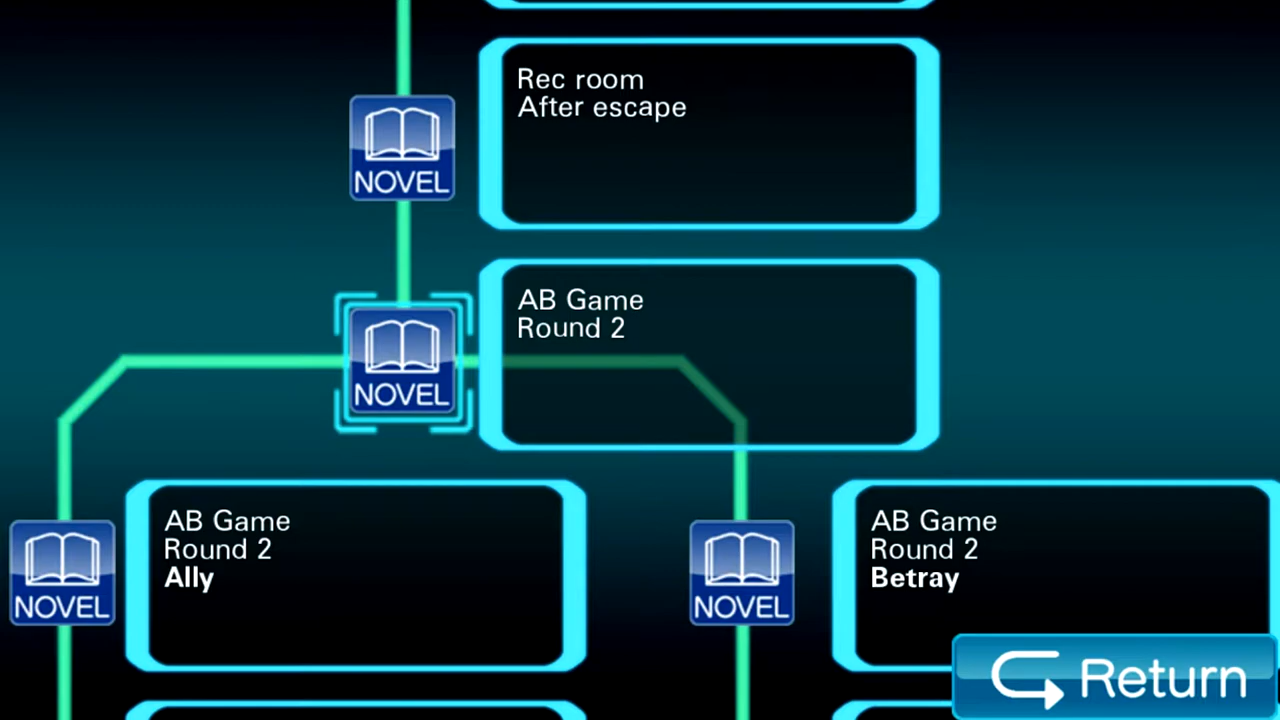 Rec room
After escape
NOVEL
AB Game
Round 2
NOVEL
AB Game
Round 2
Ally
NOVEL
AB Game
Round 2
Betray
NOVEL
Return